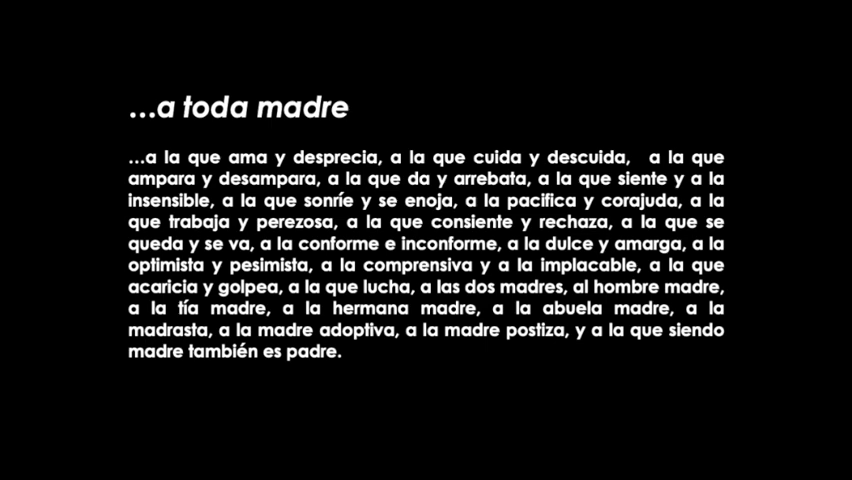 ...a toda madre
...a la que ama y desprecia, a la que cuida y descuida, a la que
ampara y desampara, a la que da y arrebata, a la que siente y a la
insensible, a la que sonríe y se enoja, a la pacifica y corajuda, a la
que trabaja y perezosa, a la que consiente y rechaza, a la que se
queda y se va, a la conforme e inconforme, a la dulce y amarga, a la
optimista y pesimista, a la comprensiva y a la implacable, a la que
acaricia y golpea, a la que lucha, a las dos madres, al hombre madre,
a la tía madre, a la hermana madre, a la abuela madre, a la
madrasta, a la madre adoptiva, a la madre postiza, y a la que siendo
madre también es padre.